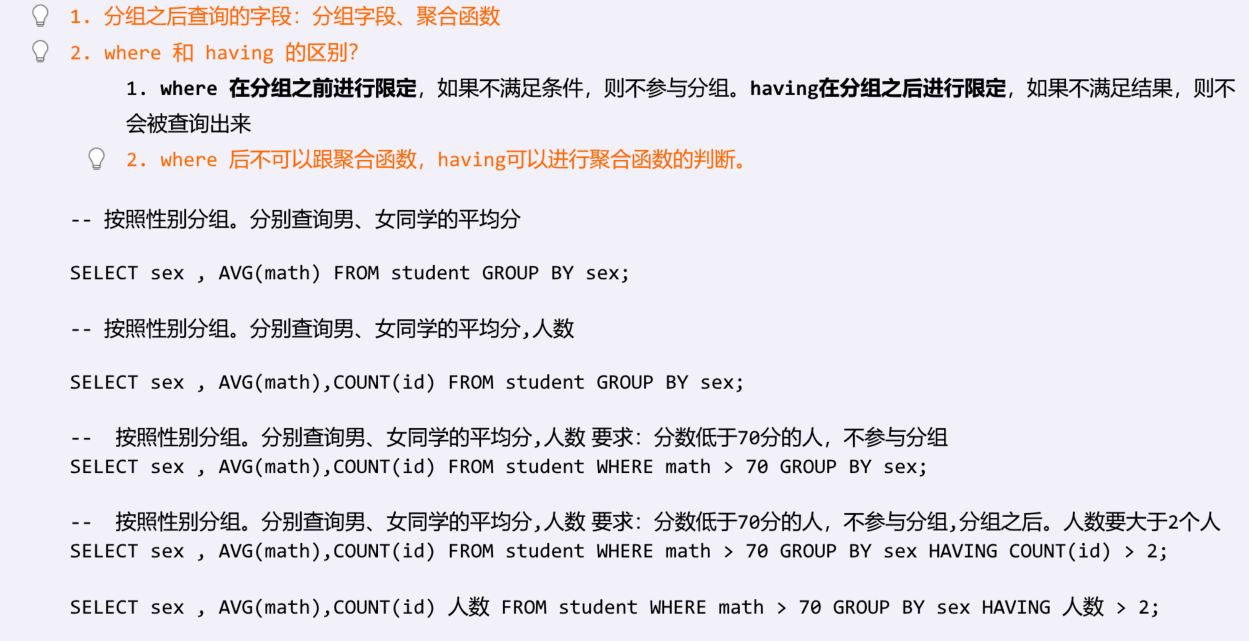 1. 分组之后查询的字段：分组字段、聚合函数
2. where 和 having 的区别？
1. where 在分组之前进行限定，如果不满足条件，则不参与分组。having在分组之后进行限定，如果不满足结果，则不
会被查询出来
2. where 后不可以跟聚合函数，having可以进行聚合函数的判断。
-- 按照性别分组。分别查询男、女同学的平均分
SELECT sex , AVG(math) FROM student GROUP BY sex;
-- 按照性别分组。分别查询男、女同学的平均分,人数
SELECT sex , AVG(math),COUNT(id) FROM student GROUP BY sex;
--  按照性别分组。分别查询男、女同学的平均分,人数 要求：分数低于70分的人，不参与分组
SELECT sex , AVG(math),COUNT(id) FROM student WHERE math > 70 GROUP BY sex;
--  按照性别分组。分别查询男、女同学的平均分,人数 要求：分数低于70分的人，不参与分组,分组之后。人数要大于2个人
SELECT sex , AVG(math),COUNT(id) FROM student WHERE math > 70 GROUP BY sex HAVING COUNT(id) > 2;
SELECT sex , AVG(math),COUNT(id) 人数 FROM student WHERE math > 70 GROUP BY sex HAVING 人数 > 2;